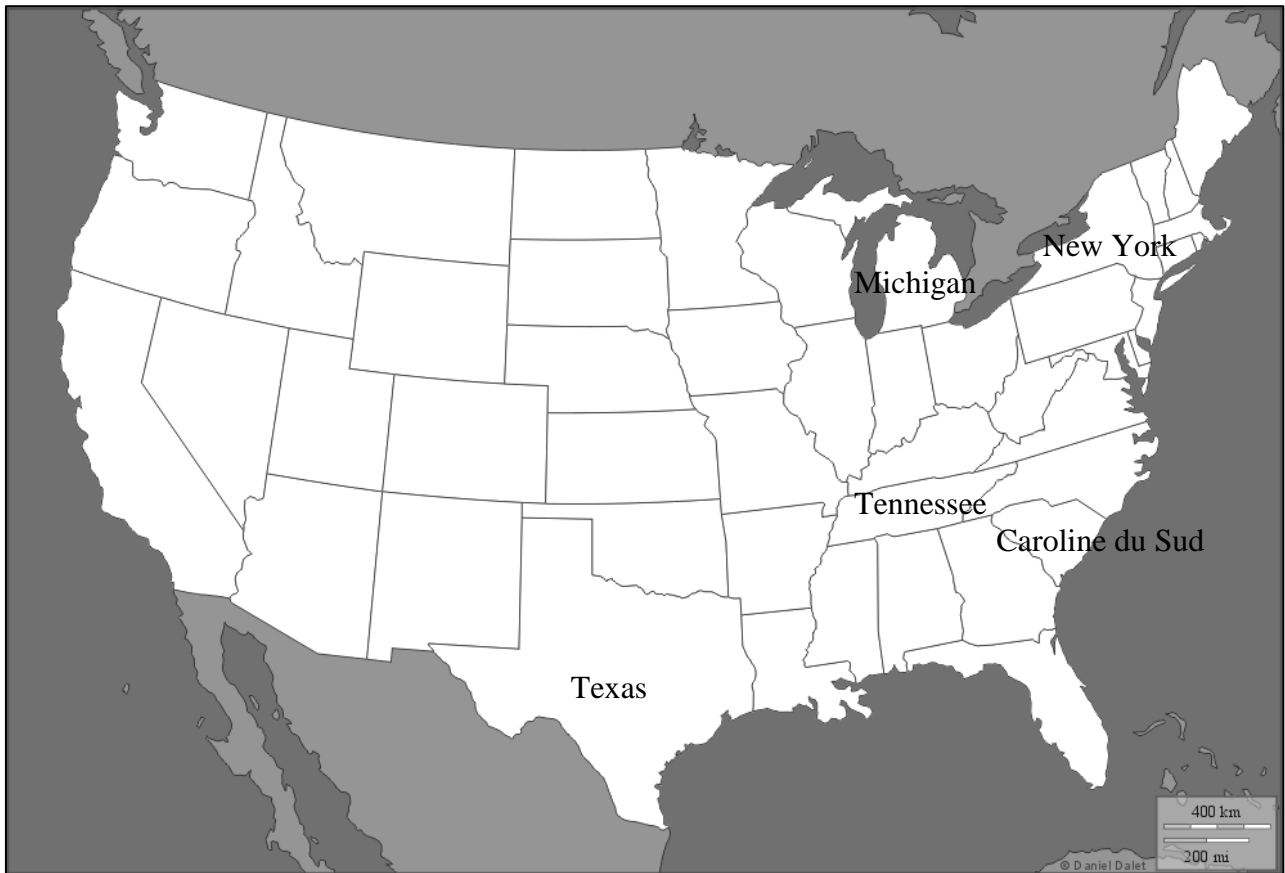 New York
Michigan
Tennessee
Caroline du Sud
Texas
400 km
200 mi
© Daniel Dalet